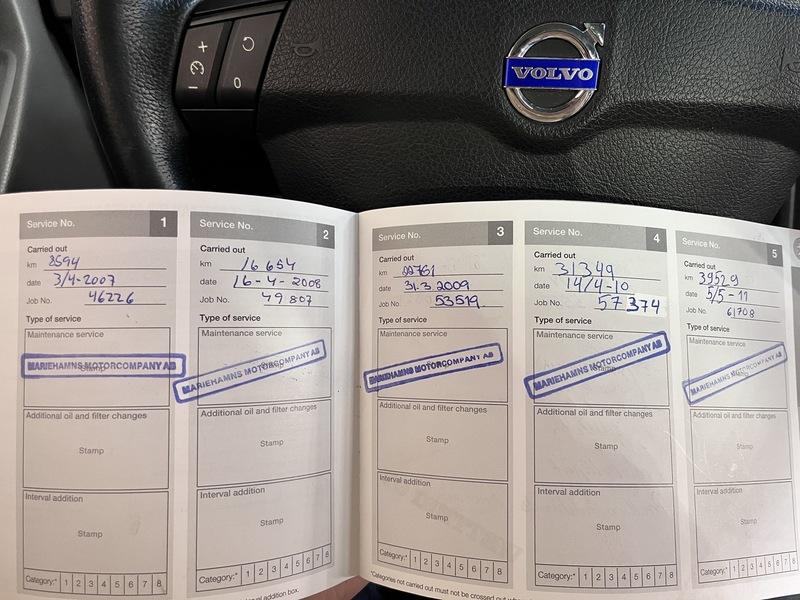 VOLVO
+
−
0
Service No. 1
Carried out
km 8594
date 3/4-2007
Job No. 46226
Type of service
Maintenance service
Stamp
MARIEHAMNS MOTORCOMPANY AB
Additional oil and filter changes
Stamp
Interval addition
Stamp
Category:* 1 2 3 4 5 6 7 8
Service No. 2
Carried out
km 16654
date 16-4-2008
Job No. 49807
Type of service
Maintenance service
MARIEHAMNS MOTORCOMPANY AB
Additional oil and filter changes
Stamp
Interval addition
Stamp
Category:* 1 2 3 4 5 6 7 8
addition box.
Service No. 3
Carried out
km 22761
date 31.3 2009
Job No. 53519
Type of service
Maintenance service
MARIEHAMNS MOTORCOMPANY AB
Additional oil and filter changes
Stamp
Interval addition
Stamp
Category:* 1 2 3 4 5 6 7 8
*Categories not carried out must not be crossed out
Service No. 4
Carried out
km 31349
date 14/4-10
Job No. 57374
Type of service
Maintenance service
MARIEHAMNS MOTORCOMPANY AB
Additional oil and filter changes
Stamp
Interval addition
Stamp
Category:* 1 2 3 4 5 6 7 8
Service No. 5
Carried out
km 39529
date 5/5-11
Job No. 61708
Type of service
Maintenance service
MARIEHAMNS MOTORCOMPANY AB
Additional oil and filter changes
Stamp
Interval addition
Stamp
Category:* 1 2 3 4 5 6 7 8